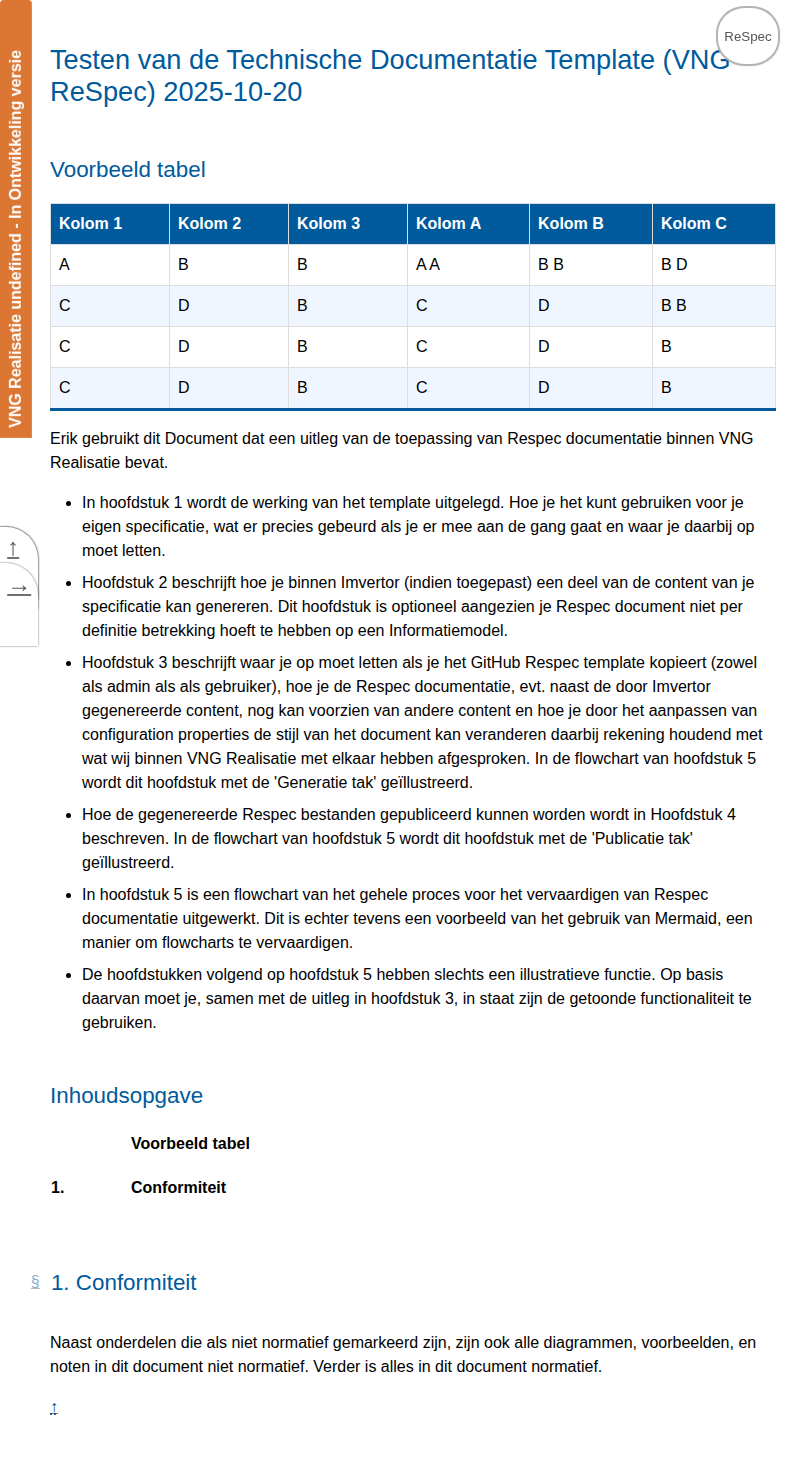 ReSpec
VNG Realisatie undefined - In Ontwikkeling versie
Testen van de Technische Documentatie Template (VNG
ReSpec) 2025-10-20
Voorbeeld tabel
Kolom 1 Kolom 2 Kolom 3 Kolom A Kolom B Kolom C
A B B A A B B B D
C D B C D B B
C D B C D B
C D B C D B
Erik gebruikt dit Document dat een uitleg van de toepassing van Respec documentatie binnen VNG
Realisatie bevat.
↑
→
• In hoofdstuk 1 wordt de werking van het template uitgelegd. Hoe je het kunt gebruiken voor je
eigen specificatie, wat er precies gebeurd als je er mee aan de gang gaat en waar je daarbij op
moet letten.
• Hoofdstuk 2 beschrijft hoe je binnen Imvertor (indien toegepast) een deel van de content van je
specificatie kan genereren. Dit hoofdstuk is optioneel aangezien je Respec document niet per
definitie betrekking hoeft te hebben op een Informatiemodel.
• Hoofdstuk 3 beschrijft waar je op moet letten als je het GitHub Respec template kopieert (zowel
als admin als als gebruiker), hoe je de Respec documentatie, evt. naast de door Imvertor
gegenereerde content, nog kan voorzien van andere content en hoe je door het aanpassen van
configuration properties de stijl van het document kan veranderen daarbij rekening houdend met
wat wij binnen VNG Realisatie met elkaar hebben afgesproken. In de flowchart van hoofdstuk 5
wordt dit hoofdstuk met de 'Generatie tak' geïllustreerd.
• Hoe de gegenereerde Respec bestanden gepubliceerd kunnen worden wordt in Hoofdstuk 4
beschreven. In de flowchart van hoofdstuk 5 wordt dit hoofdstuk met de 'Publicatie tak'
geïllustreerd.
• In hoofdstuk 5 is een flowchart van het gehele proces voor het vervaardigen van Respec
documentatie uitgewerkt. Dit is echter tevens een voorbeeld van het gebruik van Mermaid, een
manier om flowcharts te vervaardigen.
• De hoofdstukken volgend op hoofdstuk 5 hebben slechts een illustratieve functie. Op basis
daarvan moet je, samen met de uitleg in hoofdstuk 3, in staat zijn de getoonde functionaliteit te
gebruiken.
Inhoudsopgave
Voorbeeld tabel
1. Conformiteit
§ 1. Conformiteit
Naast onderdelen die als niet normatief gemarkeerd zijn, zijn ook alle diagrammen, voorbeelden, en
noten in dit document niet normatief. Verder is alles in dit document normatief.
↑